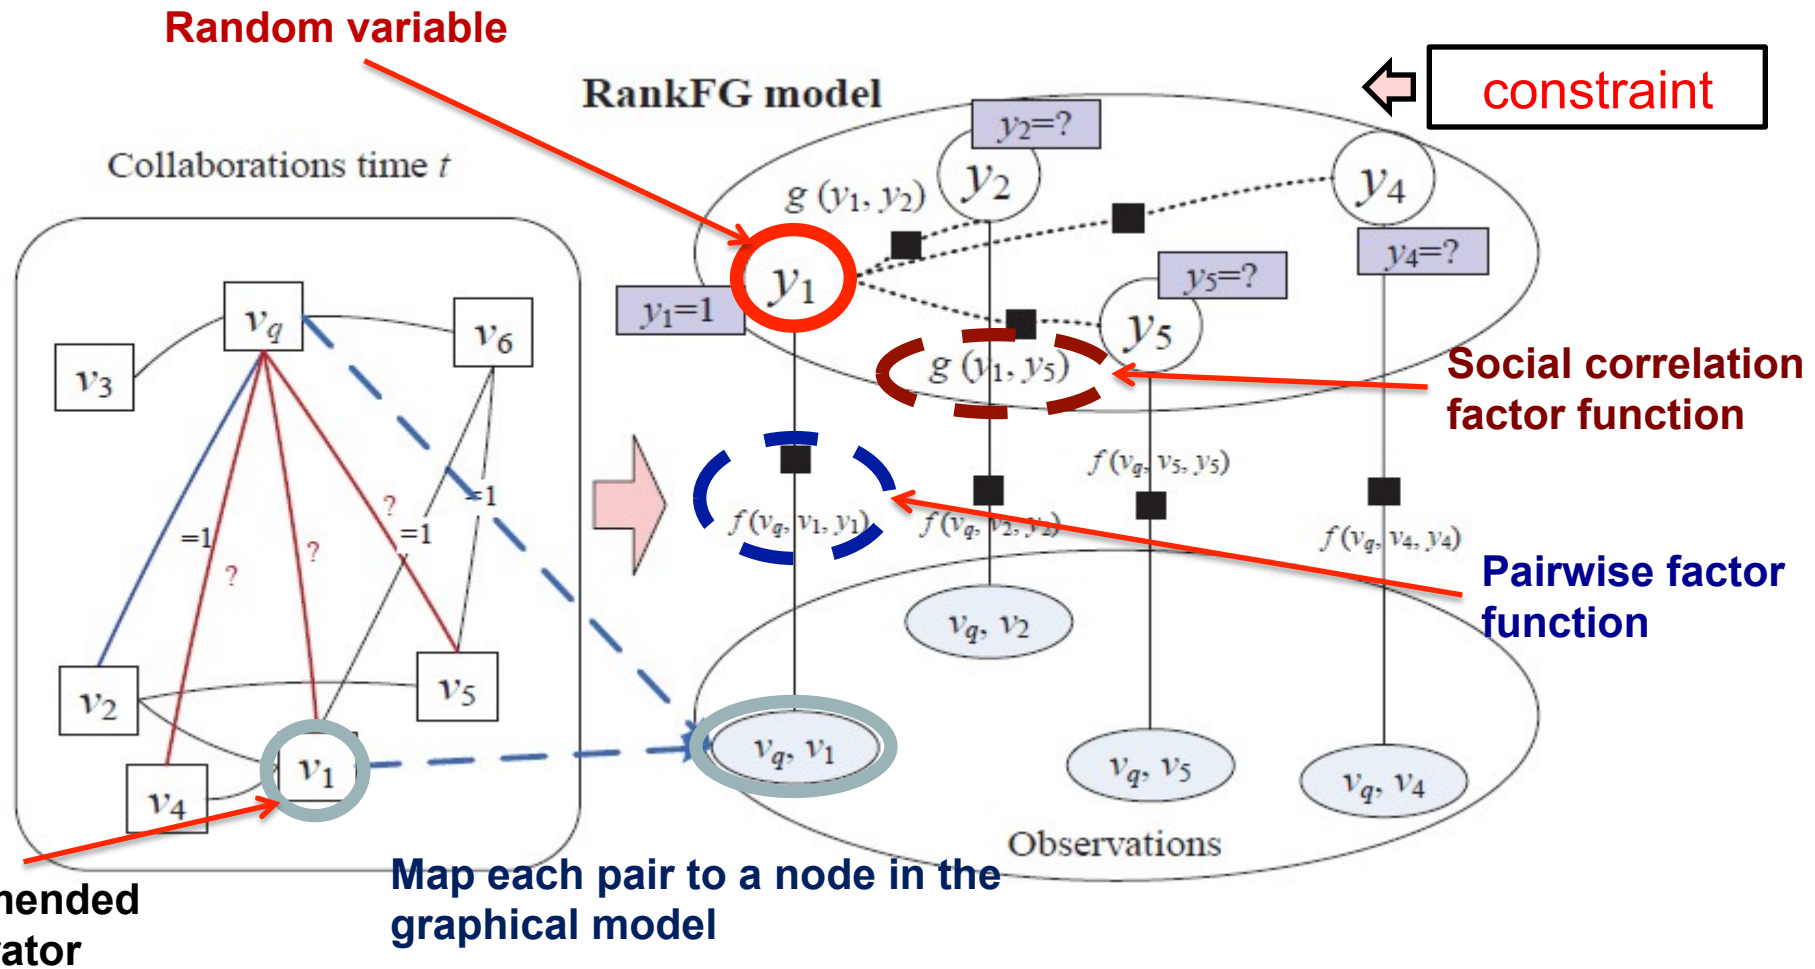 Random variable
RankFG model
constraint
Collaborations time t
y2=?
y2
g (y1, y2)
y4
y4=?
y1
y1=1
y5=?
y5
g (y1, y5)
Social correlation
factor function
vq
v6
v3
=1
?
?
?
=1
=1
f(vq, v1, y1)
f(vq, v2, y2)
f(vq, v5, y5)
f(vq, v4, y4)
Pairwise factor
function
v2
v5
v4
v1
vq, v2
vq, v1
vq, v5
vq, v4
Observations
Map each pair to a node in the
graphical model